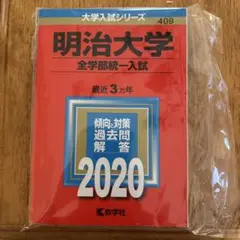 大学入試シリーズ
409
明治大学
全学部統一入試
最近3カ年
傾向と対策
過去問
解答
2020
教学社